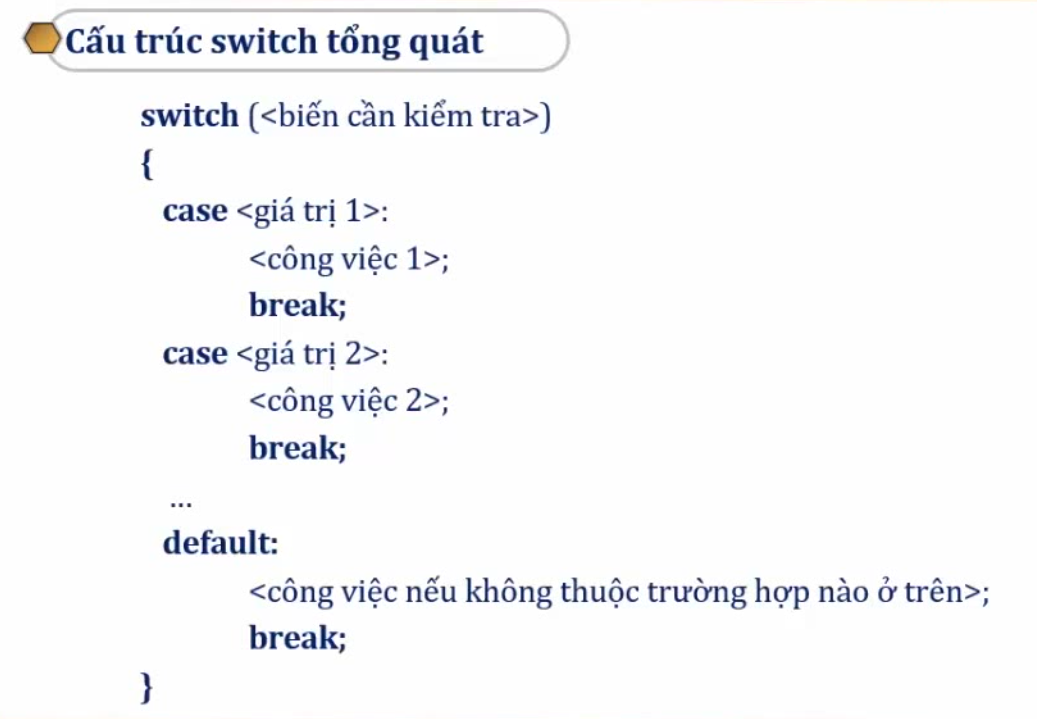 Cấu trúc switch tổng quát
switch (<biến cần kiểm tra>)
{
case <giá trị 1>:
<công việc 1>;
break;
case <giá trị 2>:
<công việc 2>;
break;
...
default:
<công việc nếu không thuộc trường hợp nào ở trên>;
break;
}